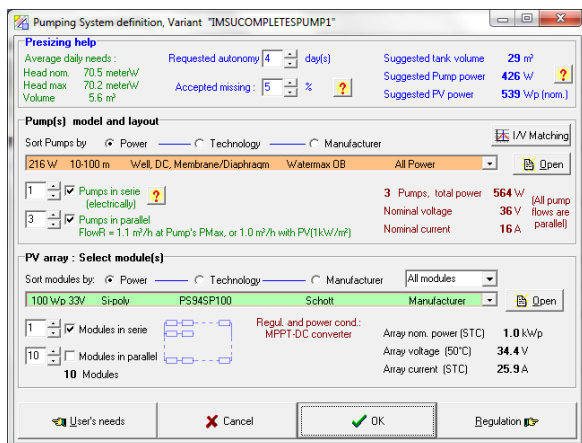 Pumping System definition, Variant "IMSUCOMPLETESPUMP1"
Presizing help
Average daily needs :
Head nom. 70.5 meterW
Head max 70.2 meterW
Volume 5.6 m³
Requested autonomy 4 day(s)
Accepted missing : 5 % ?
Suggested tank volume 29 m³
Suggested Pump power 426 W ?
Suggested PV power 539 Wp (nom.)
Pump(s) model and layout
Sort Pumps by Power Technology Manufacturer
I/V Matching
216 W 10-100 m Well, DC, Membrane/Diaphragm Watermax OB All Power
Open
1 Pumps in serie
(electrically) ?
3 Pumps in parallel
FlowR = 1.1 m³/h at Pump's PMax, or 1.0 m³/h with PV(1kW/m²)
3 Pumps, total power 564 W
Nominal voltage 36 V
Nominal current 16 A
(All pump
flows are
parallel)
PV array : Select module(s)
Sort modules by: Power Technology Manufacturer All modules
100 Wp 33V Si-poly PS94SP100 Schott Manufacturer
Open
1 Modules in serie
10 Modules in parallel
10 Modules
Regul. and power cond.:
MPPT-DC converter
Array nom. power (STC) 1.0 kWp
Array voltage (50°C) 34.4 V
Array current (STC) 25.9 A
User's needs
Cancel
OK
Regulation